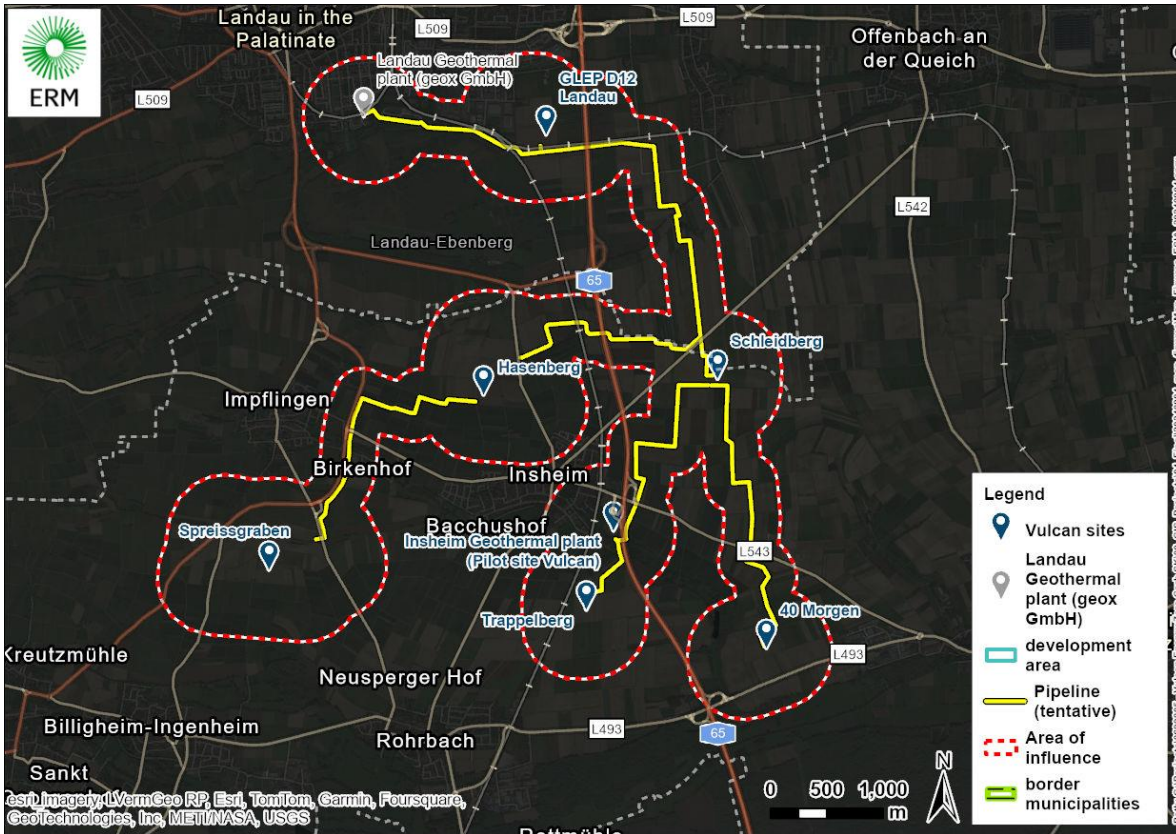 ERM
Landau in the
Palatinate
L509
L509
L509
Offenbach an
der Queich
Landau Geothermal
plant (geox GmbH)
GLEP D12
Landau
L542
Landau-Ebenberg
65
Schleidberg
Hasenberg
Impflingen
Birkenhof
Insheim
Spreissgraben
Bacchushof
Insheim Geothermal plant
(Pilot site Vulcan)
L543
Trappelberg
40 Morgen
L493
Kreutzmühle
Neusperger Hof
Billigheim-Ingenheim
Rohrbach
L493
65
Sankt
esri_imagery, LVermGeo RP, Esri, TomTom, Garmin, Foursquare,
GeoTechnologies, Inc, METI/NASA, USGS
Legend
Vulcan sites
Landau
Geothermal
plant (geox
GmbH)
development
area
Pipeline
(tentative)
Area of
influence
border
municipalities
0 500 1,000
m
N